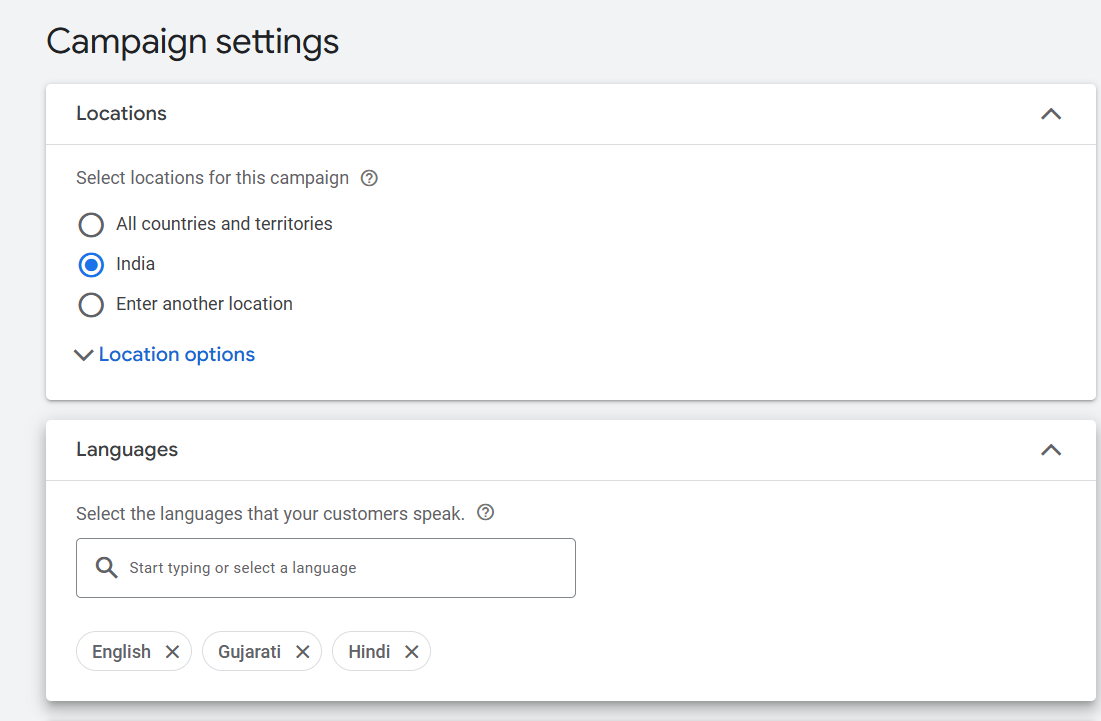 Campaign settings
Locations
Select locations for this campaign
All countries and territories
India
Enter another location
Location options
Languages
Select the languages that your customers speak.
Start typing or select a language
English Gujarati Hindi